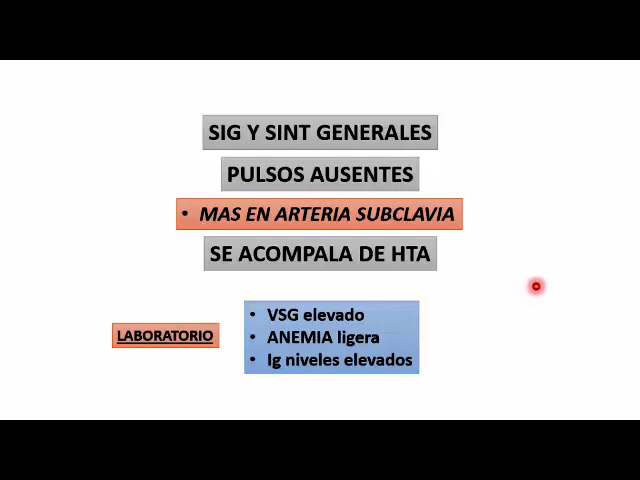 SIG Y SINT GENERALES
PULSOS AUSENTES
• MAS EN ARTERIA SUBCLAVIA
SE ACOMPALA DE HTA
LABORATORIO
• VSG elevado
• ANEMIA ligera
• Ig niveles elevados